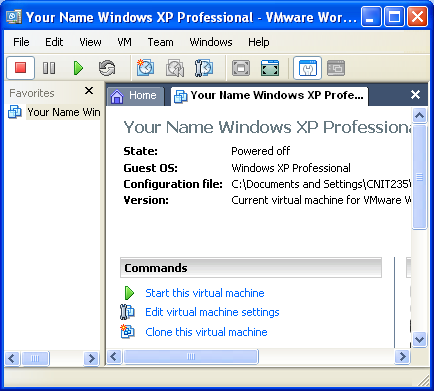 Your Name Windows XP Professional - VMware Wor...
File Edit View VM Team Windows Help
Favorites
Your Name Win
Home
Your Name Windows XP Profe...
Your Name Windows XP Professiona
State: Powered off
Guest OS: Windows XP Professional
Configuration file: C:\Documents and Settings\CNIT235\
Version: Current virtual machine for VMware W
Commands
Start this virtual machine
Edit virtual machine settings
Clone this virtual machine